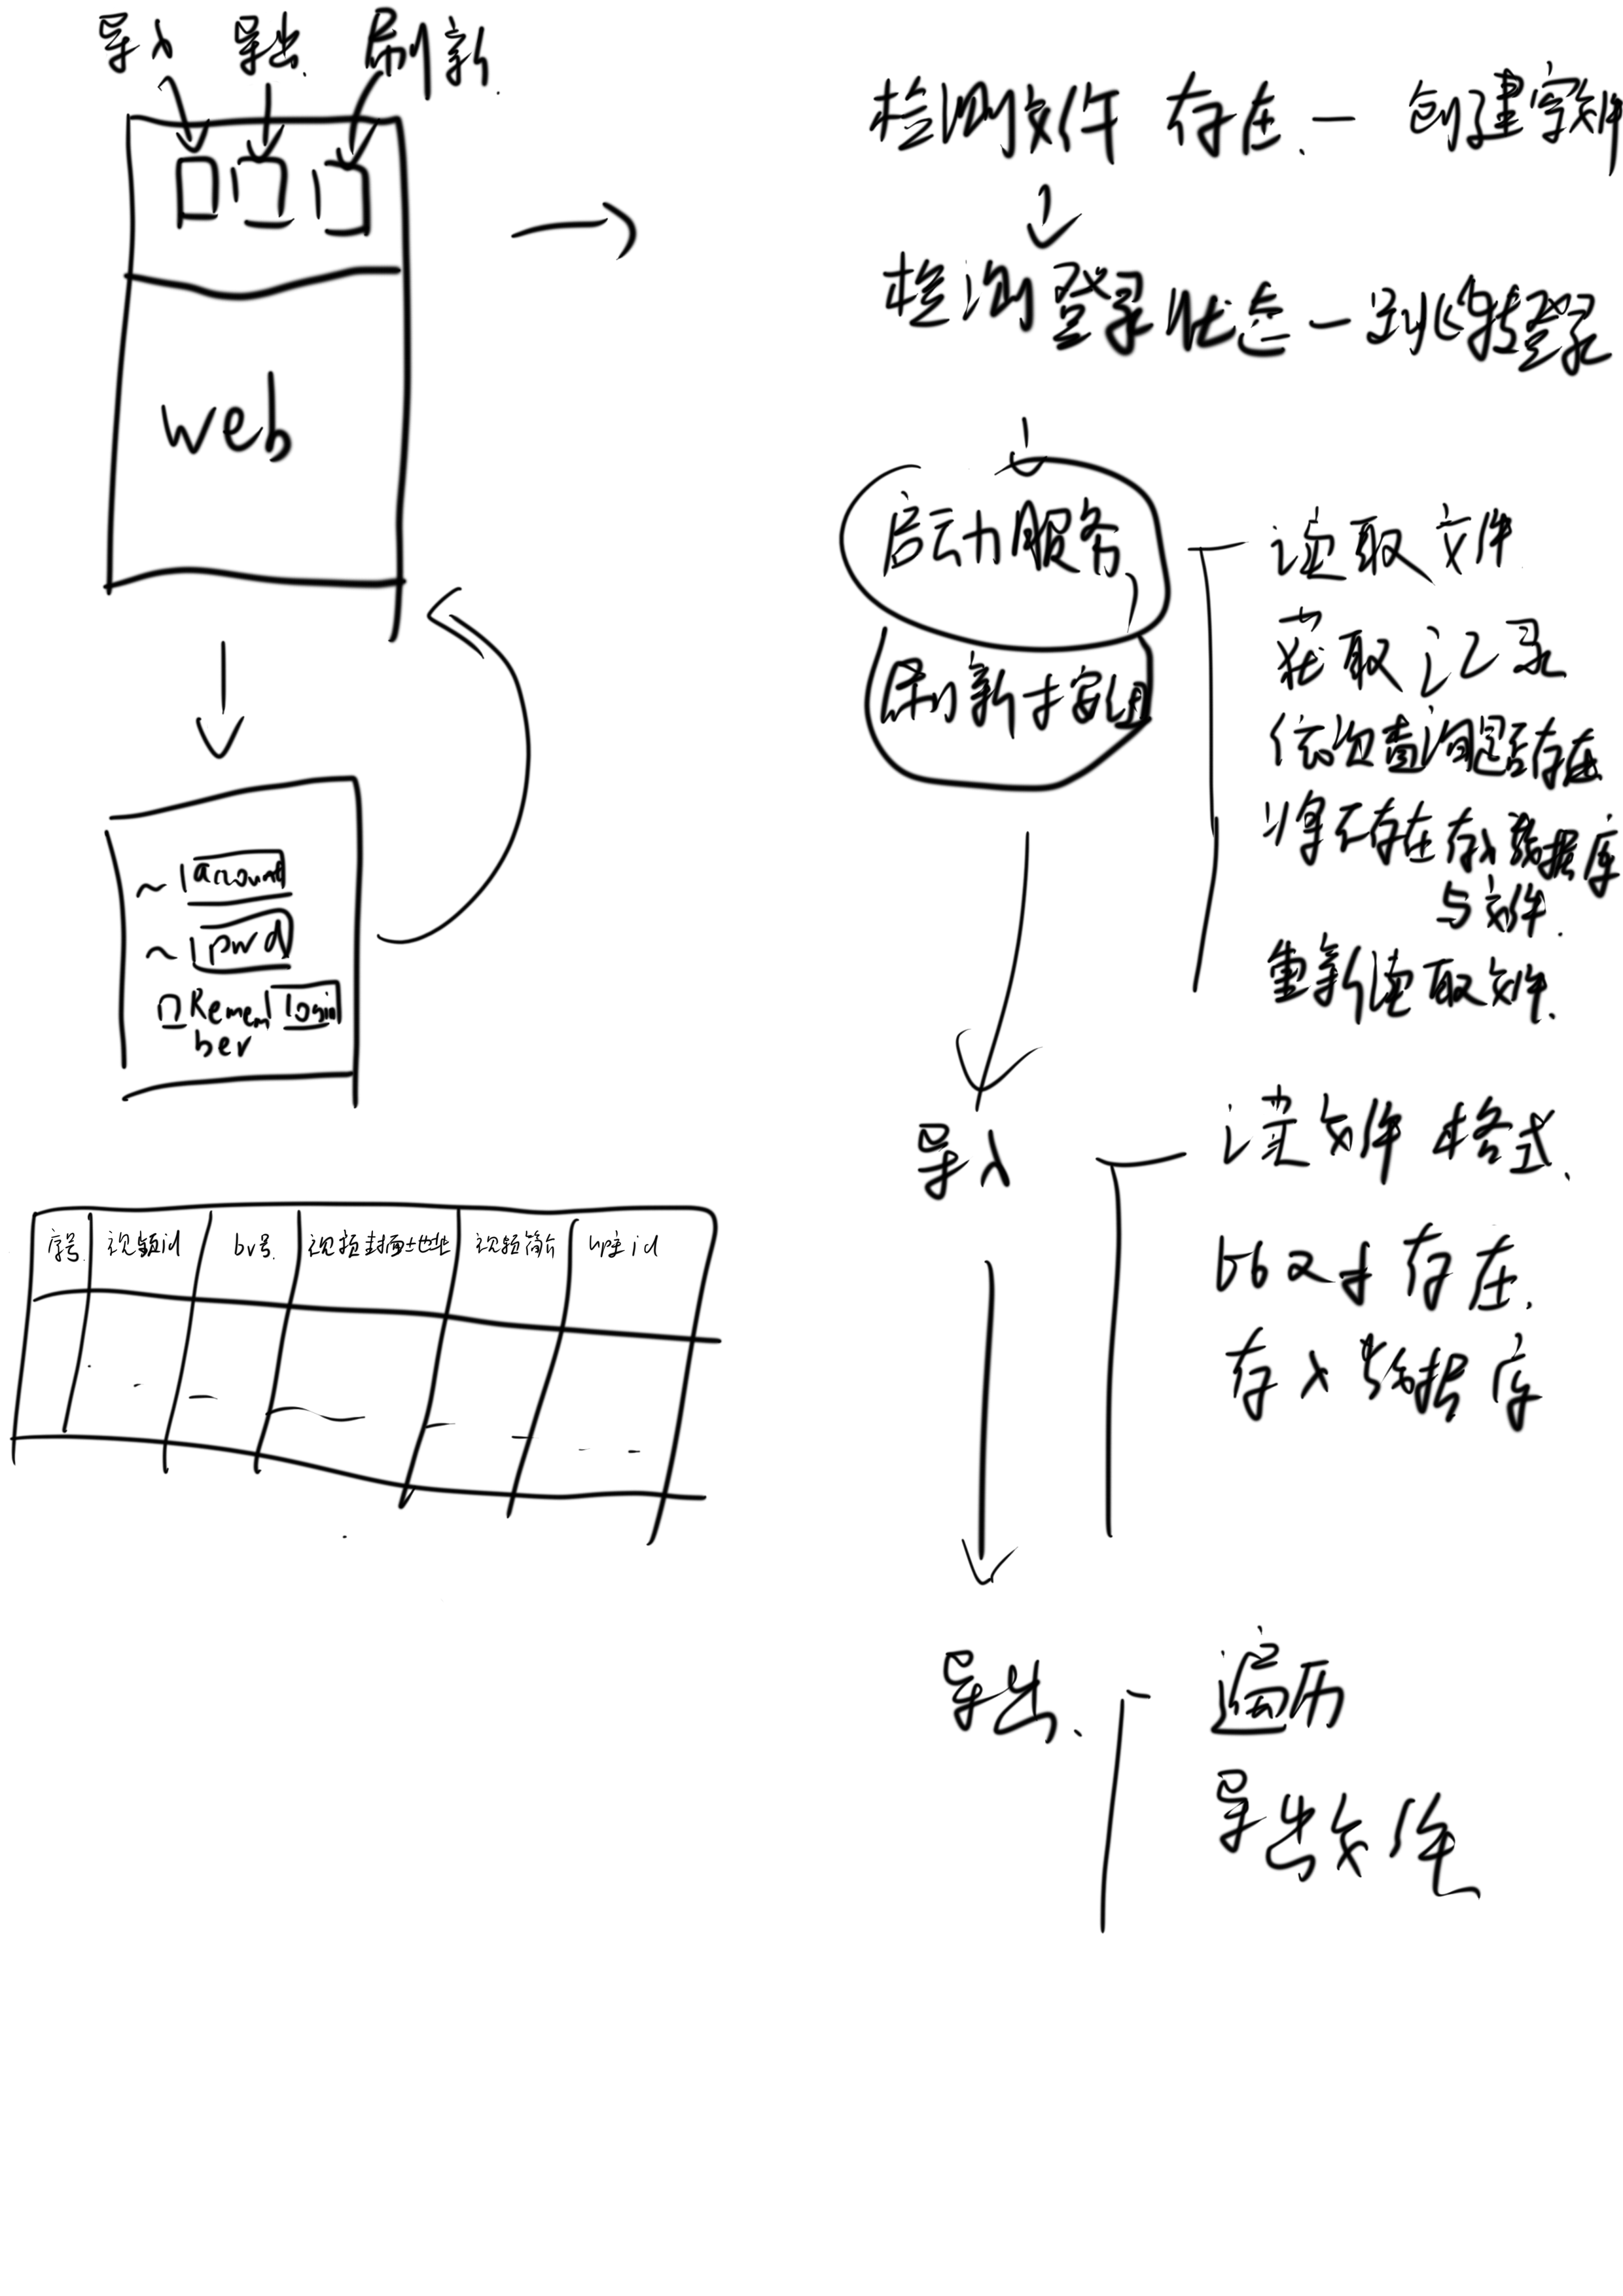 导入 导出 刷新
web
account
pwd
Remem Login
ber
序号 视频id bv号 视频封面地址 视频简介 up主id
检测文件 存在 — 创建 文件
检测登录状态 — 跳转登录
启动服务
刷新按钮
读取文件
获取记录
依次查询是否存在
将不存在存入数据库
与文件.
重新读取文件.
导入
读文件 格式
比对存在.
存入数据库
导出.
遍历
导出文件